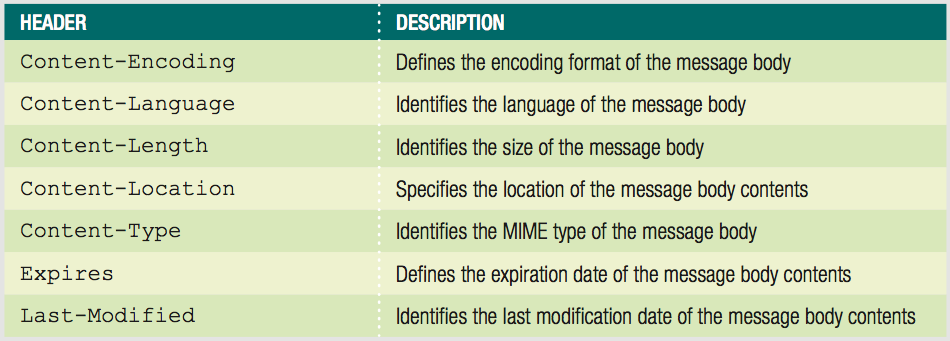 HEADER DESCRIPTION
Content-Encoding Defines the encoding format of the message body
Content-Language Identifies the language of the message body
Content-Length Identifies the size of the message body
Content-Location Specifies the location of the message body contents
Content-Type Identifies the MIME type of the message body
Expires Defines the expiration date of the message body contents
Last-Modified Identifies the last modification date of the message body contents